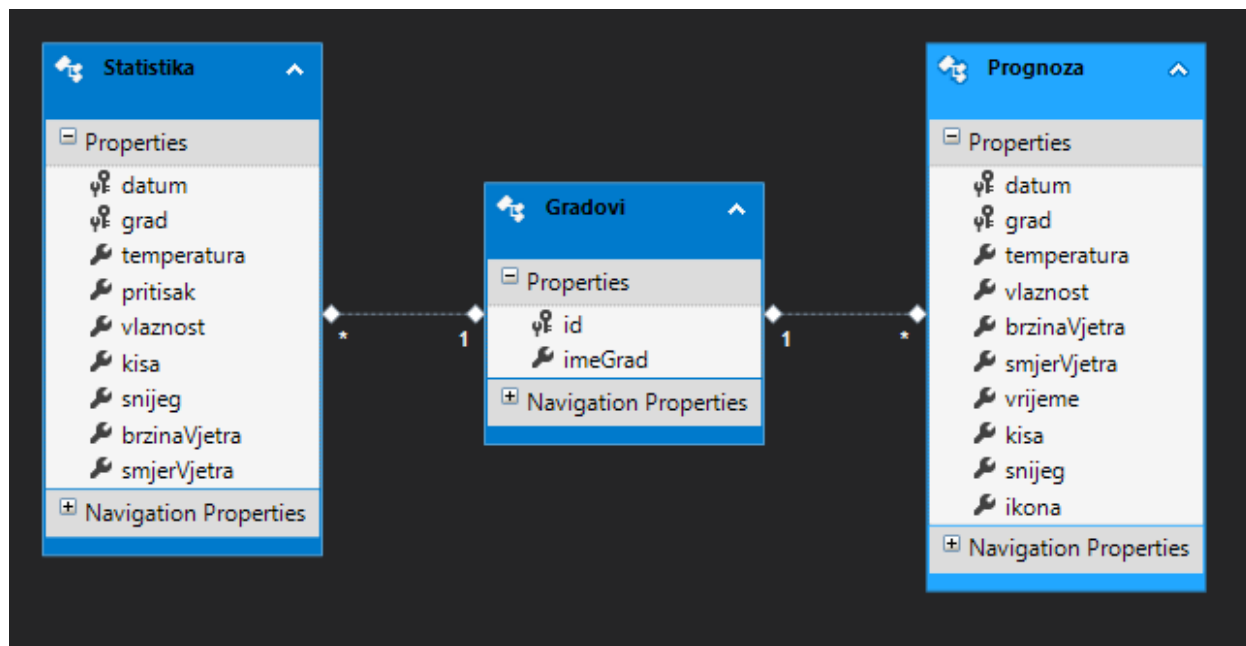 Statistika
Properties
datum
grad
temperatura
pritisak
vlaznost
kisa
snijeg
brzinaVjetra
smjerVjetra
Navigation Properties
*
1
Gradovi
Properties
id
imeGrad
Navigation Properties
1
*
Prognoza
Properties
datum
grad
temperatura
vlaznost
brzinaVjetra
smjerVjetra
vrijeme
kisa
snijeg
ikona
Navigation Properties